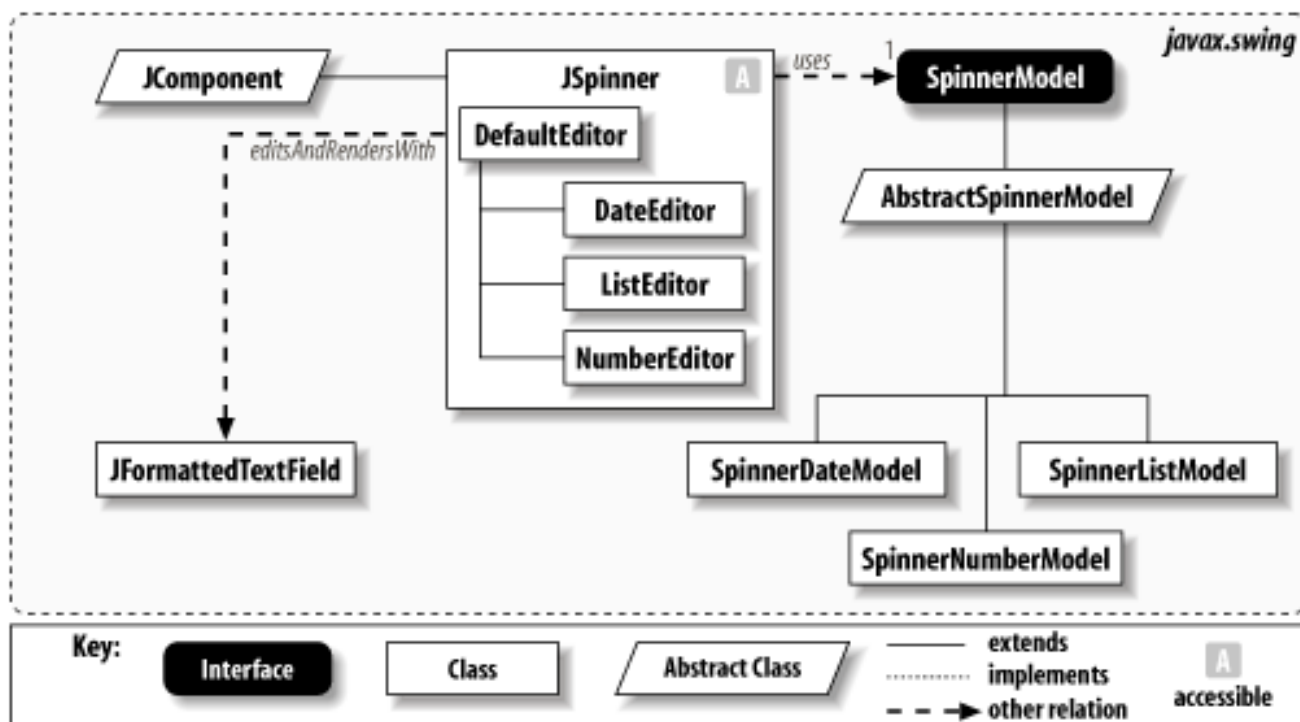 javax.swing
JComponent
JSpinner
A
uses
1
SpinnerModel
DefaultEditor
editsAndRendersWith
DateEditor
ListEditor
NumberEditor
AbstractSpinnerModel
JFormattedTextField
SpinnerDateModel
SpinnerListModel
SpinnerNumberModel
Key:
Interface
Class
Abstract Class
extends
implements
other relation
A
accessible